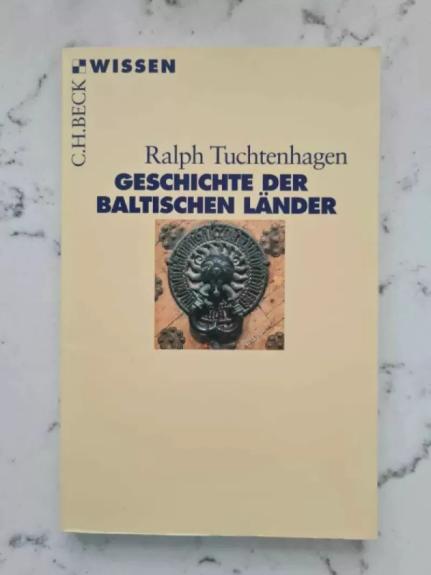 C.H.BECK
WISSEN
Ralph Tuchtenhagen
GESCHICHTE DER
BALTISCHEN LÄNDER